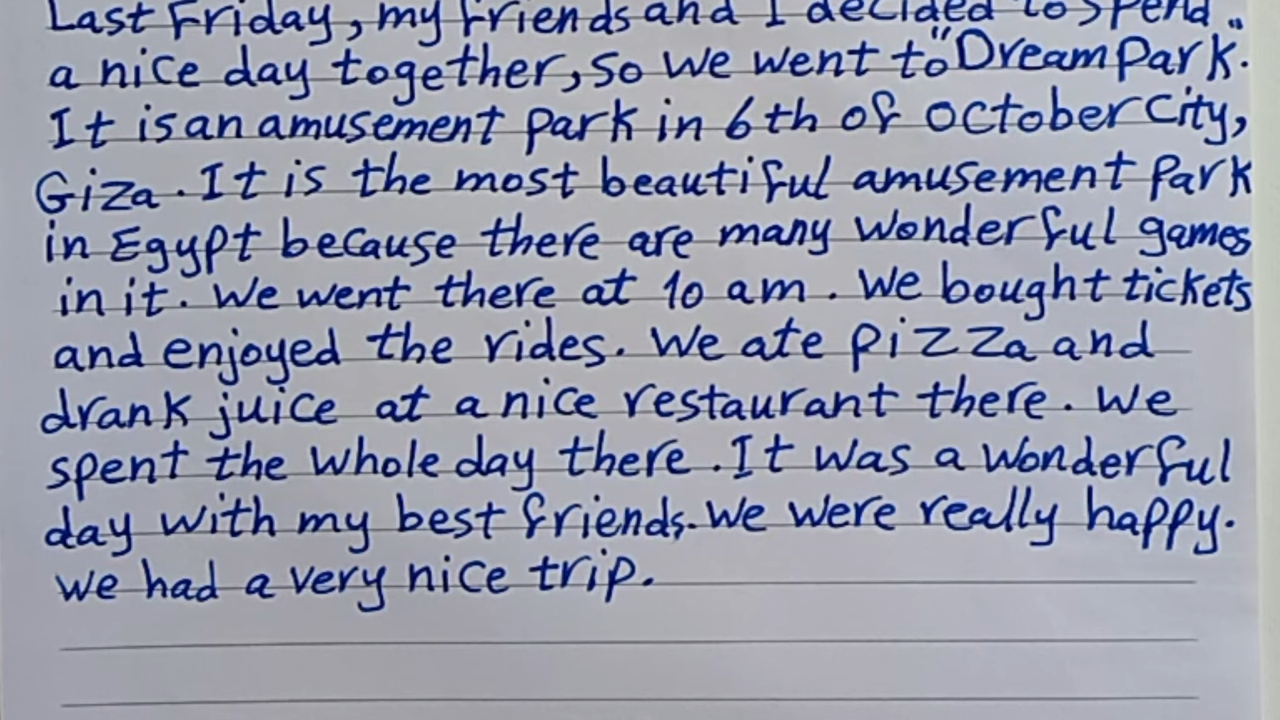 Last Friday, my friends and I decided to spend
a nice day together, so we went to "Dream Park".
It is an amusement park in 6th of October City,
Giza. It is the most beautiful amusement park
in Egypt because there are many wonderful games
in it. We went there at 10 am. We bought tickets
and enjoyed the rides. We ate pizza and
drank juice at a nice restaurant there. We
spent the whole day there. It was a wonderful
day with my best friends. We were really happy.
We had a very nice trip.